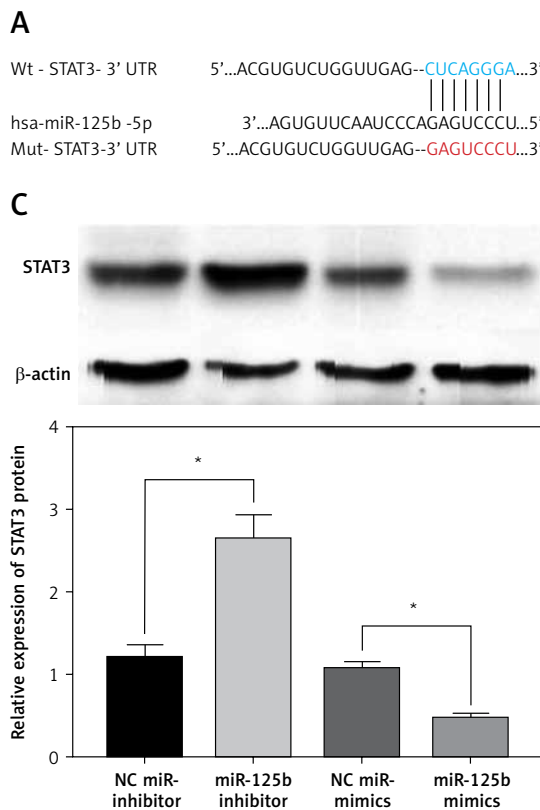 A
Wt - STAT3- 3' UTR 5'...ACGUGUCUGGUUGAG--CUCAGGGA...3'
hsa-miR-125b -5p 3'...AGUGUUCAAUCCCAGAGUCCCU...5'
Mut- STAT3-3' UTR 5'...ACGUGUCUGGUUGAG--GAGUCCCU...3'
C
STAT3
β-actin
Relative expression of STAT3 protein
4
*
3
2
*
1
0
NC miR-inhibitor miR-125b inhibitor NC miR-mimics miR-125b mimics